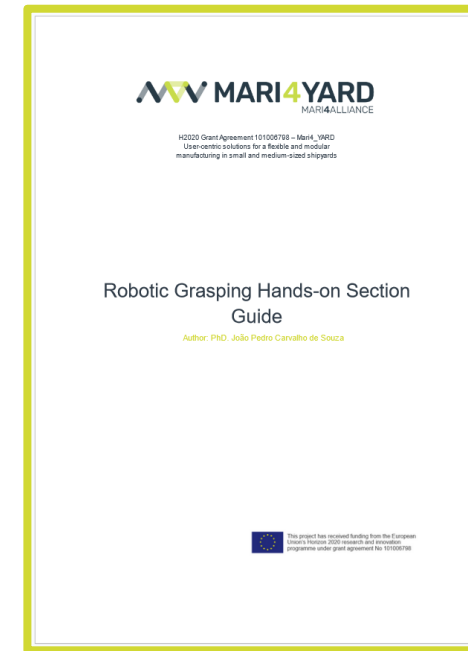 MARI4YARD
MARI4ALLIANCE
H2020 Grant Agreement 101006798 – Mari4_YARD
User-centric solutions for a flexible and modular
manufacturing in small and medium-sized shipyards
Robotic Grasping Hands-on Section
Guide
Author: PhD. João Pedro Carvalho de Souza
This project has received funding from the European
Union's Horizon 2020 research and innovation
programme under grant agreement No 101006798